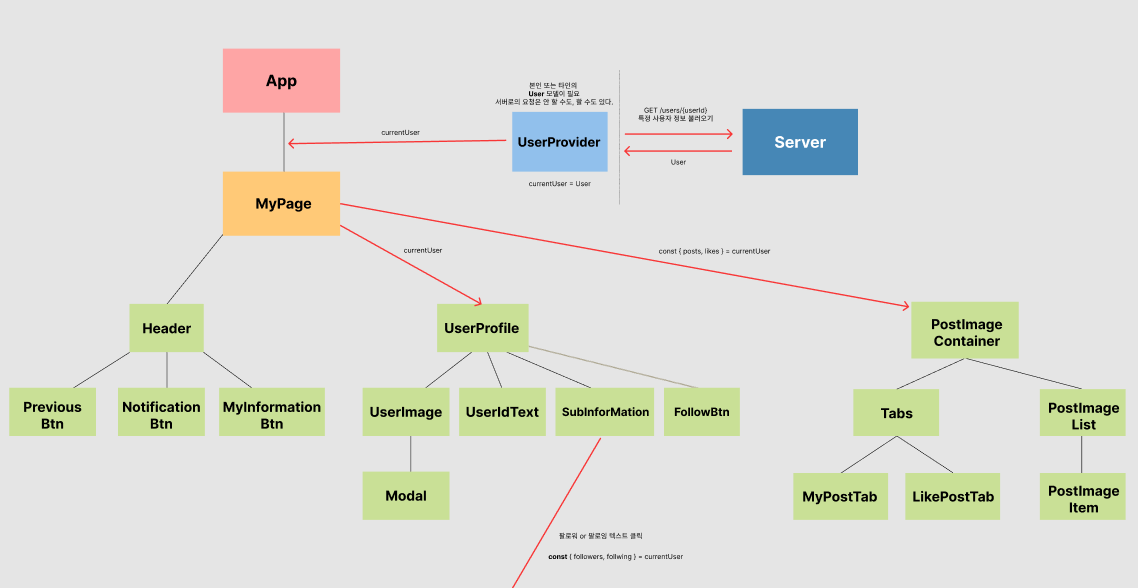 App
본인 또는 타인의
User 모델이 필요
서버로의 요청은 안 할 수도, 할 수도 있다.
UserProvider
currentUser = User
GET /users/{userId}
특정 사용자 정보 불러오기
User
Server
currentUser
MyPage
currentUser
const { posts, likes } = currentUser
Header
UserProfile
PostImage
Container
Previous
Btn
Notification
Btn
MyInformation
Btn
UserImage
UserIdText
SubInforMation
FollowBtn
Tabs
PostImage
List
Modal
MyPostTab
LikePostTab
PostImage
Item
팔로워 or 팔로잉 텍스트 클릭
const { followers, follwing } = currentUser